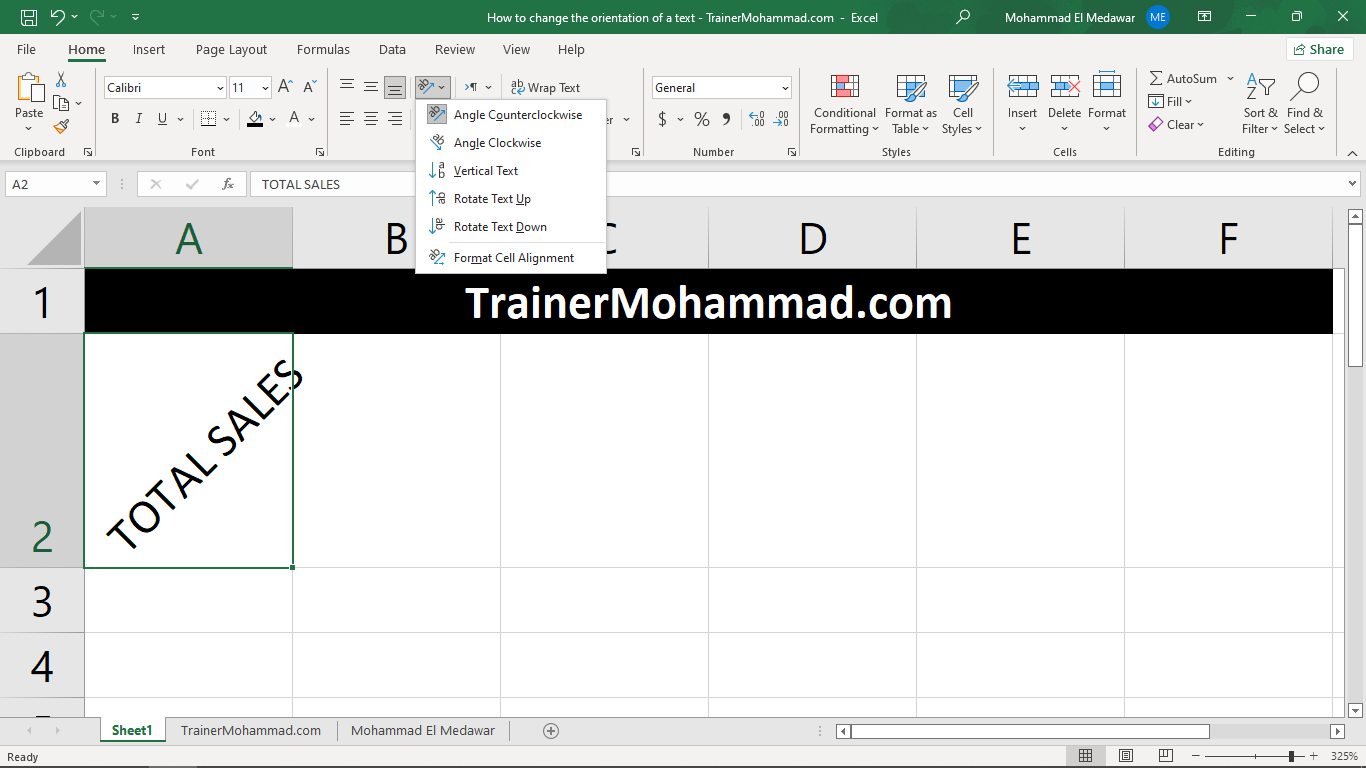 How to change the orientation of a text - TrainerMohammad.com - Excel
Mohammad El Medawar ME
File Home Insert Page Layout Formulas Data Review View Help Share
Paste
Clipboard
Calibri 11
B I U A
Font
ab Wrap Text
General
$ % 9 .00
Number
Conditional Formatting
Format as Table
Cell Styles
Styles
Insert Delete Format
Cells
AutoSum
Fill
Clear
Sort & Filter
Find & Select
Editing
Angle Counterclockwise
Angle Clockwise
Vertical Text
Rotate Text Up
Rotate Text Down
Format Cell Alignment
A2 fx TOTAL SALES
A B C D E F
1 TrainerMohammad.com
2 TOTAL SALES
3
4
Sheet1 TrainerMohammad.com Mohammad El Medawar
Ready 325%